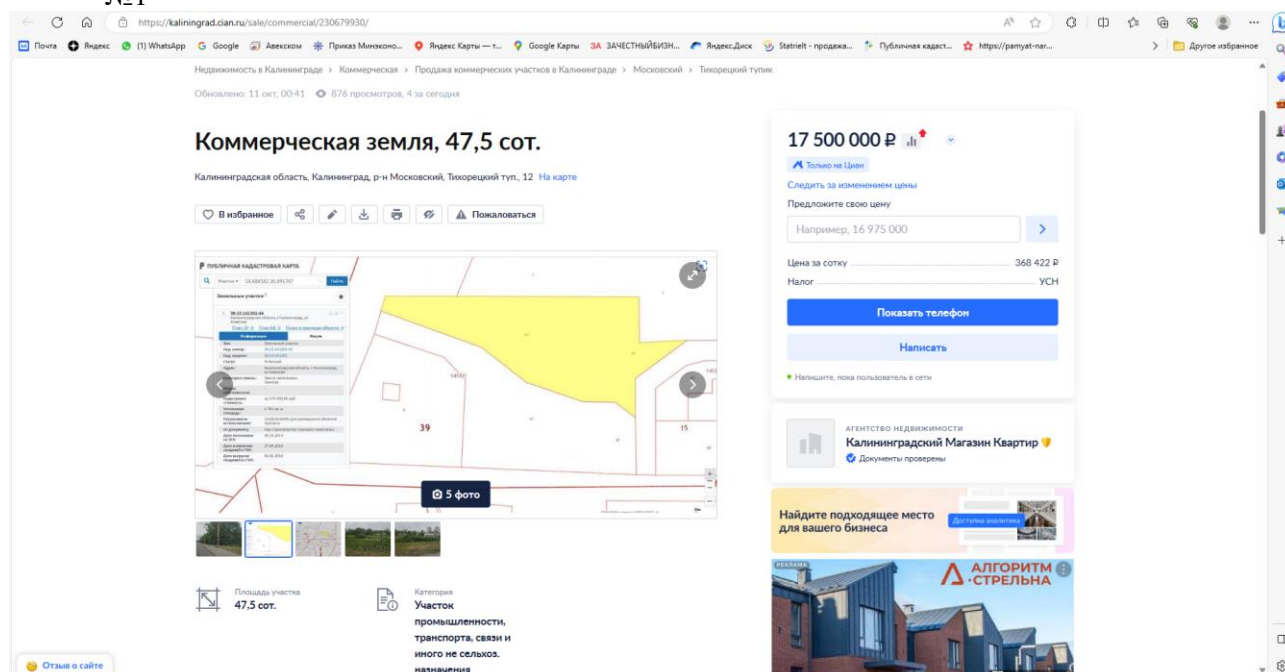 №1
https://kaliningrad.cian.ru/sale/commercial/230679930/
Почта Яндекс (1) WhatsApp Google Авекском Приказ Минэконо... Яндекс Карты — т... Google Карты ЗА ЗАЧЕСТНЫЙБИЗН... Яндекс.Диск Statrielt - продажа... Публичная кадаст... https://pamyat-nar... Другое избранное
Недвижимость в Калининграде > Коммерческая > Продажа коммерческих участков в Калининграде > Московский > Тихорецкий тупик
Обновлено: 11 окт, 00:41 876 просмотров, 4 за сегодня
Коммерческая земля, 47,5 сот.
Калининградская область, Калининград, р-н Московский, Тихорецкий туп., 12 На карте
В избранное
Пожаловаться
ПУБЛИЧНАЯ КАДАСТРОВАЯ КАРТА
Найти
Земельные участки
39
15
5 фото
Площадь участка
47,5 сот.
Категория
Участок
промышленности,
транспорта, связи и
иного не сельхоз.
назначения
17 500 000 ₽
Только на Циан
Следить за изменением цены
Предложите свою цену
Например, 16 975 000
Цена за сотку 368 422 ₽
Налог УСН
Показать телефон
Написать
Напишите, пока пользователь в сети
АГЕНТСТВО НЕДВИЖИМОСТИ
Калининградский Магазин Квартир
Документы проверены
Найдите подходящее место
для вашего бизнеса
Доступна аналитика
РЕКЛАМА
АЛГОРИТМ
·СТРЕЛЬНА
Отзыв о сайте